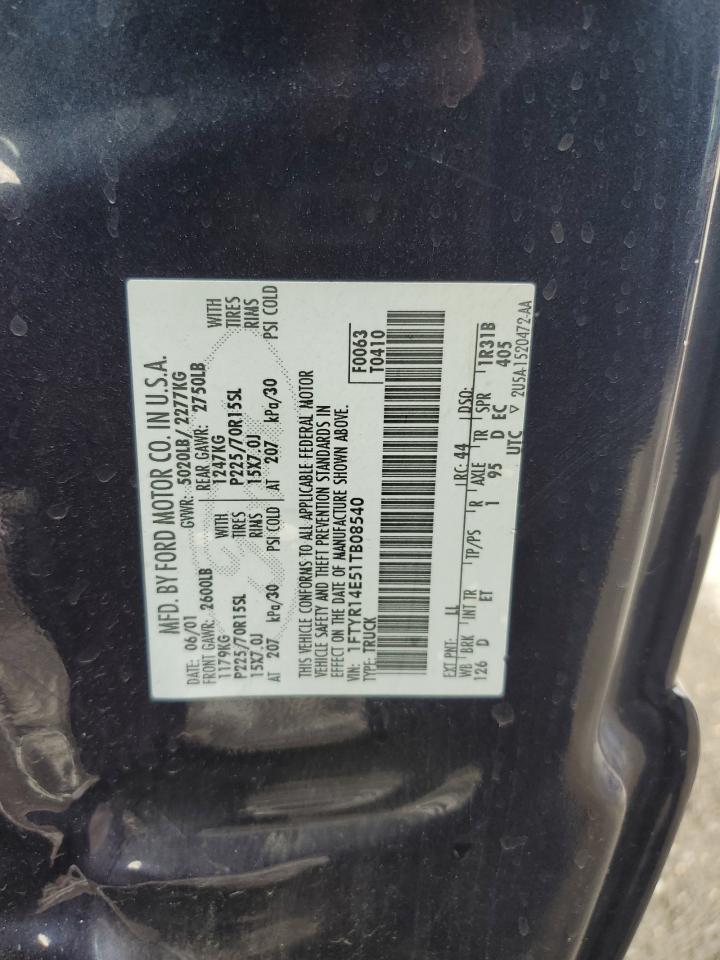 MFD. BY FORD MOTOR CO. IN U.S.A.
DATE: 06/01 GVWR: 5020LB/ 2277KG
FRONT GAWR: 2600LB REAR GAWR: 2750LB
1179KG WITH 1247KG WITH
P225/70R15SL TIRES P225/70R15SL TIRES
15X7.0J RIMS 15X7.0J RIMS
AT 207 kPa/30 PSI COLD AT 207 kPa/30 PSI COLD
THIS VEHICLE CONFORMS TO ALL APPLICABLE FEDERAL MOTOR
VEHICLE SAFETY AND THEFT PREVENTION STANDARDS IN
EFFECT ON THE DATE OF MANUFACTURE SHOWN ABOVE.
VIN: 1FTYR14E51TB08540 F0063
TYPE: TRUCK T0410
EXT PNT: LL RC: 44 DSO:
WB BRK INT TR TP/PS R AXLE TR SPR 1R31B
126 D ET 1 95 D EC 405
UTC ▽ 2U5A-1520472-AA